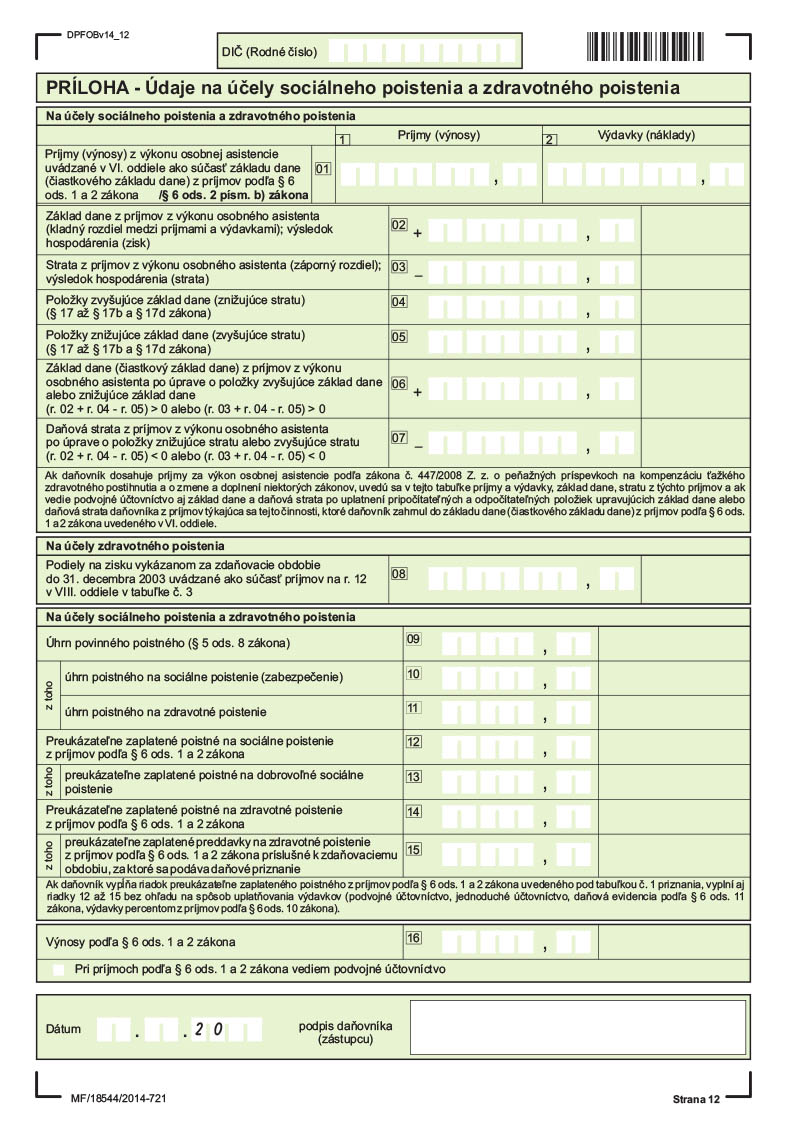 DPFOBv14_12
DIČ (Rodné číslo)
PRÍLOHA - Údaje na účely sociálneho poistenia a zdravotného poistenia
Na účely sociálneho poistenia a zdravotného poistenia
1 Príjmy (výnosy) 2 Výdavky (náklady)
Príjmy (výnosy) z výkonu osobnej asistencie
uvádzané v VI. oddiele ako súčasť základu dane
(čiastkového základu dane) z príjmov podľa § 6
ods. 1 a 2 zákona /§ 6 ods. 2 písm. b) zákona
01 , ,
Základ dane z príjmov z výkonu osobného asistenta
(kladný rozdiel medzi príjmami a výdavkami); výsledok
hospodárenia (zisk)
02 + ,
Strata z príjmov z výkonu osobného asistenta (záporný rozdiel);
výsledok hospodárenia (strata)
03 – ,
Položky zvyšujúce základ dane (znižujúce stratu)
(§ 17 až § 17b a § 17d zákona)
04 ,
Položky znižujúce základ dane (zvyšujúce stratu)
(§ 17 až § 17b a § 17d zákona)
05 ,
Základ dane (čiastkový základ dane) z príjmov z výkonu
osobného asistenta po úprave o položky zvyšujúce základ dane
alebo znižujúce základ dane
(r. 02 + r. 04 - r. 05) > 0 alebo (r. 03 + r. 04 - r. 05) > 0
06 + ,
Daňová strata z príjmov z výkonu osobného asistenta
po úprave o položky znižujúce stratu alebo zvyšujúce stratu
(r. 02 + r. 04 - r. 05) < 0 alebo (r. 03 + r. 04 - r. 05) < 0
07 – ,
Ak daňovník dosahuje príjmy za výkon osobnej asistencie podľa zákona č. 447/2008 Z. z. o peňažných príspevkoch na kompenzáciu ťažkého
zdravotného postihnutia a o zmene a doplnení niektorých zákonov, uvedú sa v tejto tabuľke príjmy a výdavky, základ dane, stratu z týchto príjmov a ak
vedie podvojné účtovníctvo aj základ dane a daňová strata po uplatnení pripočítateľných a odpočítateľných položiek upravujúcich základ dane alebo
daňová strata daňovníka z príjmov týkajúca sa tejto činnosti, ktoré daňovník zahrnul do základu dane (čiastkového základu dane) z príjmov podľa § 6 ods.
1 a 2 zákona uvedeného v VI. oddiele.
Na účely zdravotného poistenia
Podiely na zisku vykázanom za zdaňovacie obdobie
do 31. decembra 2003 uvádzané ako súčasť príjmov na r. 12
v VIII. oddiele v tabuľke č. 3
08 ,
Na účely sociálneho poistenia a zdravotného poistenia
Úhrn povinného poistného (§ 5 ods. 8 zákona)
09 ,
z toho
úhrn poistného na sociálne poistenie (zabezpečenie)
10 ,
úhrn poistného na zdravotné poistenie
11 ,
Preukázateľne zaplatené poistné na sociálne poistenie
z príjmov podľa § 6 ods. 1 a 2 zákona
12 ,
z toho
preukázateľne zaplatené poistné na dobrovoľné sociálne
poistenie
13 ,
Preukázateľne zaplatené poistné na zdravotné poistenie
z príjmov podľa § 6 ods. 1 a 2 zákona
14 ,
z toho
preukázateľne zaplatené preddavky na zdravotné poistenie
z príjmov podľa § 6 ods. 1 a 2 zákona príslušné k zdaňovaciemu
obdobiu, za ktoré sa podáva daňové priznanie
15 ,
Ak daňovník vypĺňa riadok preukázateľne zaplateného poistného z príjmov podľa § 6 ods. 1 a 2 zákona uvedeného pod tabuľkou č. 1 priznania, vyplní aj
riadky 12 až 15 bez ohľadu na spôsob uplatňovania výdavkov (podvojné účtovníctvo, jednoduché účtovníctvo, daňová evidencia podľa § 6 ods. 11
zákona, výdavky percentom z príjmov podľa § 6 ods. 10 zákona).
Výnosy podľa § 6 ods. 1 a 2 zákona
16 ,
Pri príjmoch podľa § 6 ods. 1 a 2 zákona vediem podvojné účtovníctvo
Dátum . . 20
podpis daňovníka
(zástupcu)
MF/18544/2014-721
Strana 12